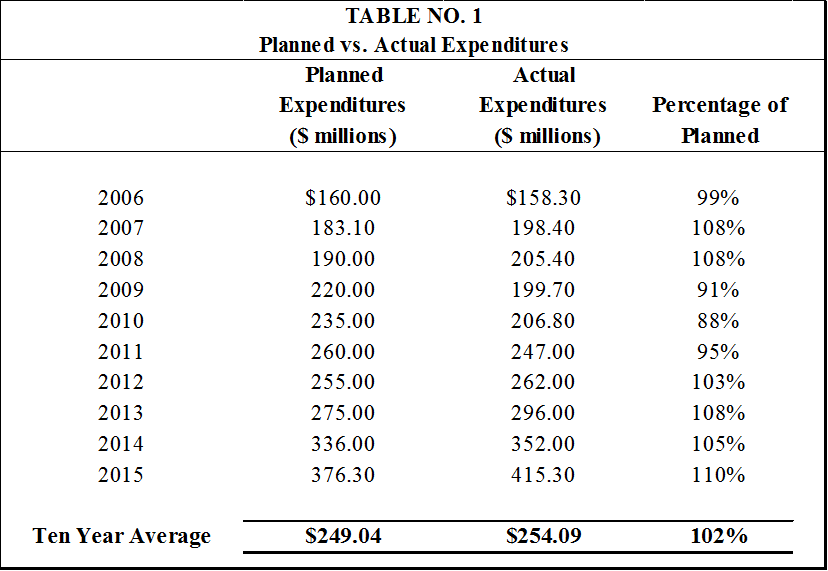 TABLE NO. 1
Planned vs. Actual Expenditures
Planned Expenditures ($ millions) Actual Expenditures ($ millions) Percentage of Planned
2006 $160.00 $158.30 99%
2007 183.10 198.40 108%
2008 190.00 205.40 108%
2009 220.00 199.70 91%
2010 235.00 206.80 88%
2011 260.00 247.00 95%
2012 255.00 262.00 103%
2013 275.00 296.00 108%
2014 336.00 352.00 105%
2015 376.30 415.30 110%
Ten Year Average $249.04 $254.09 102%